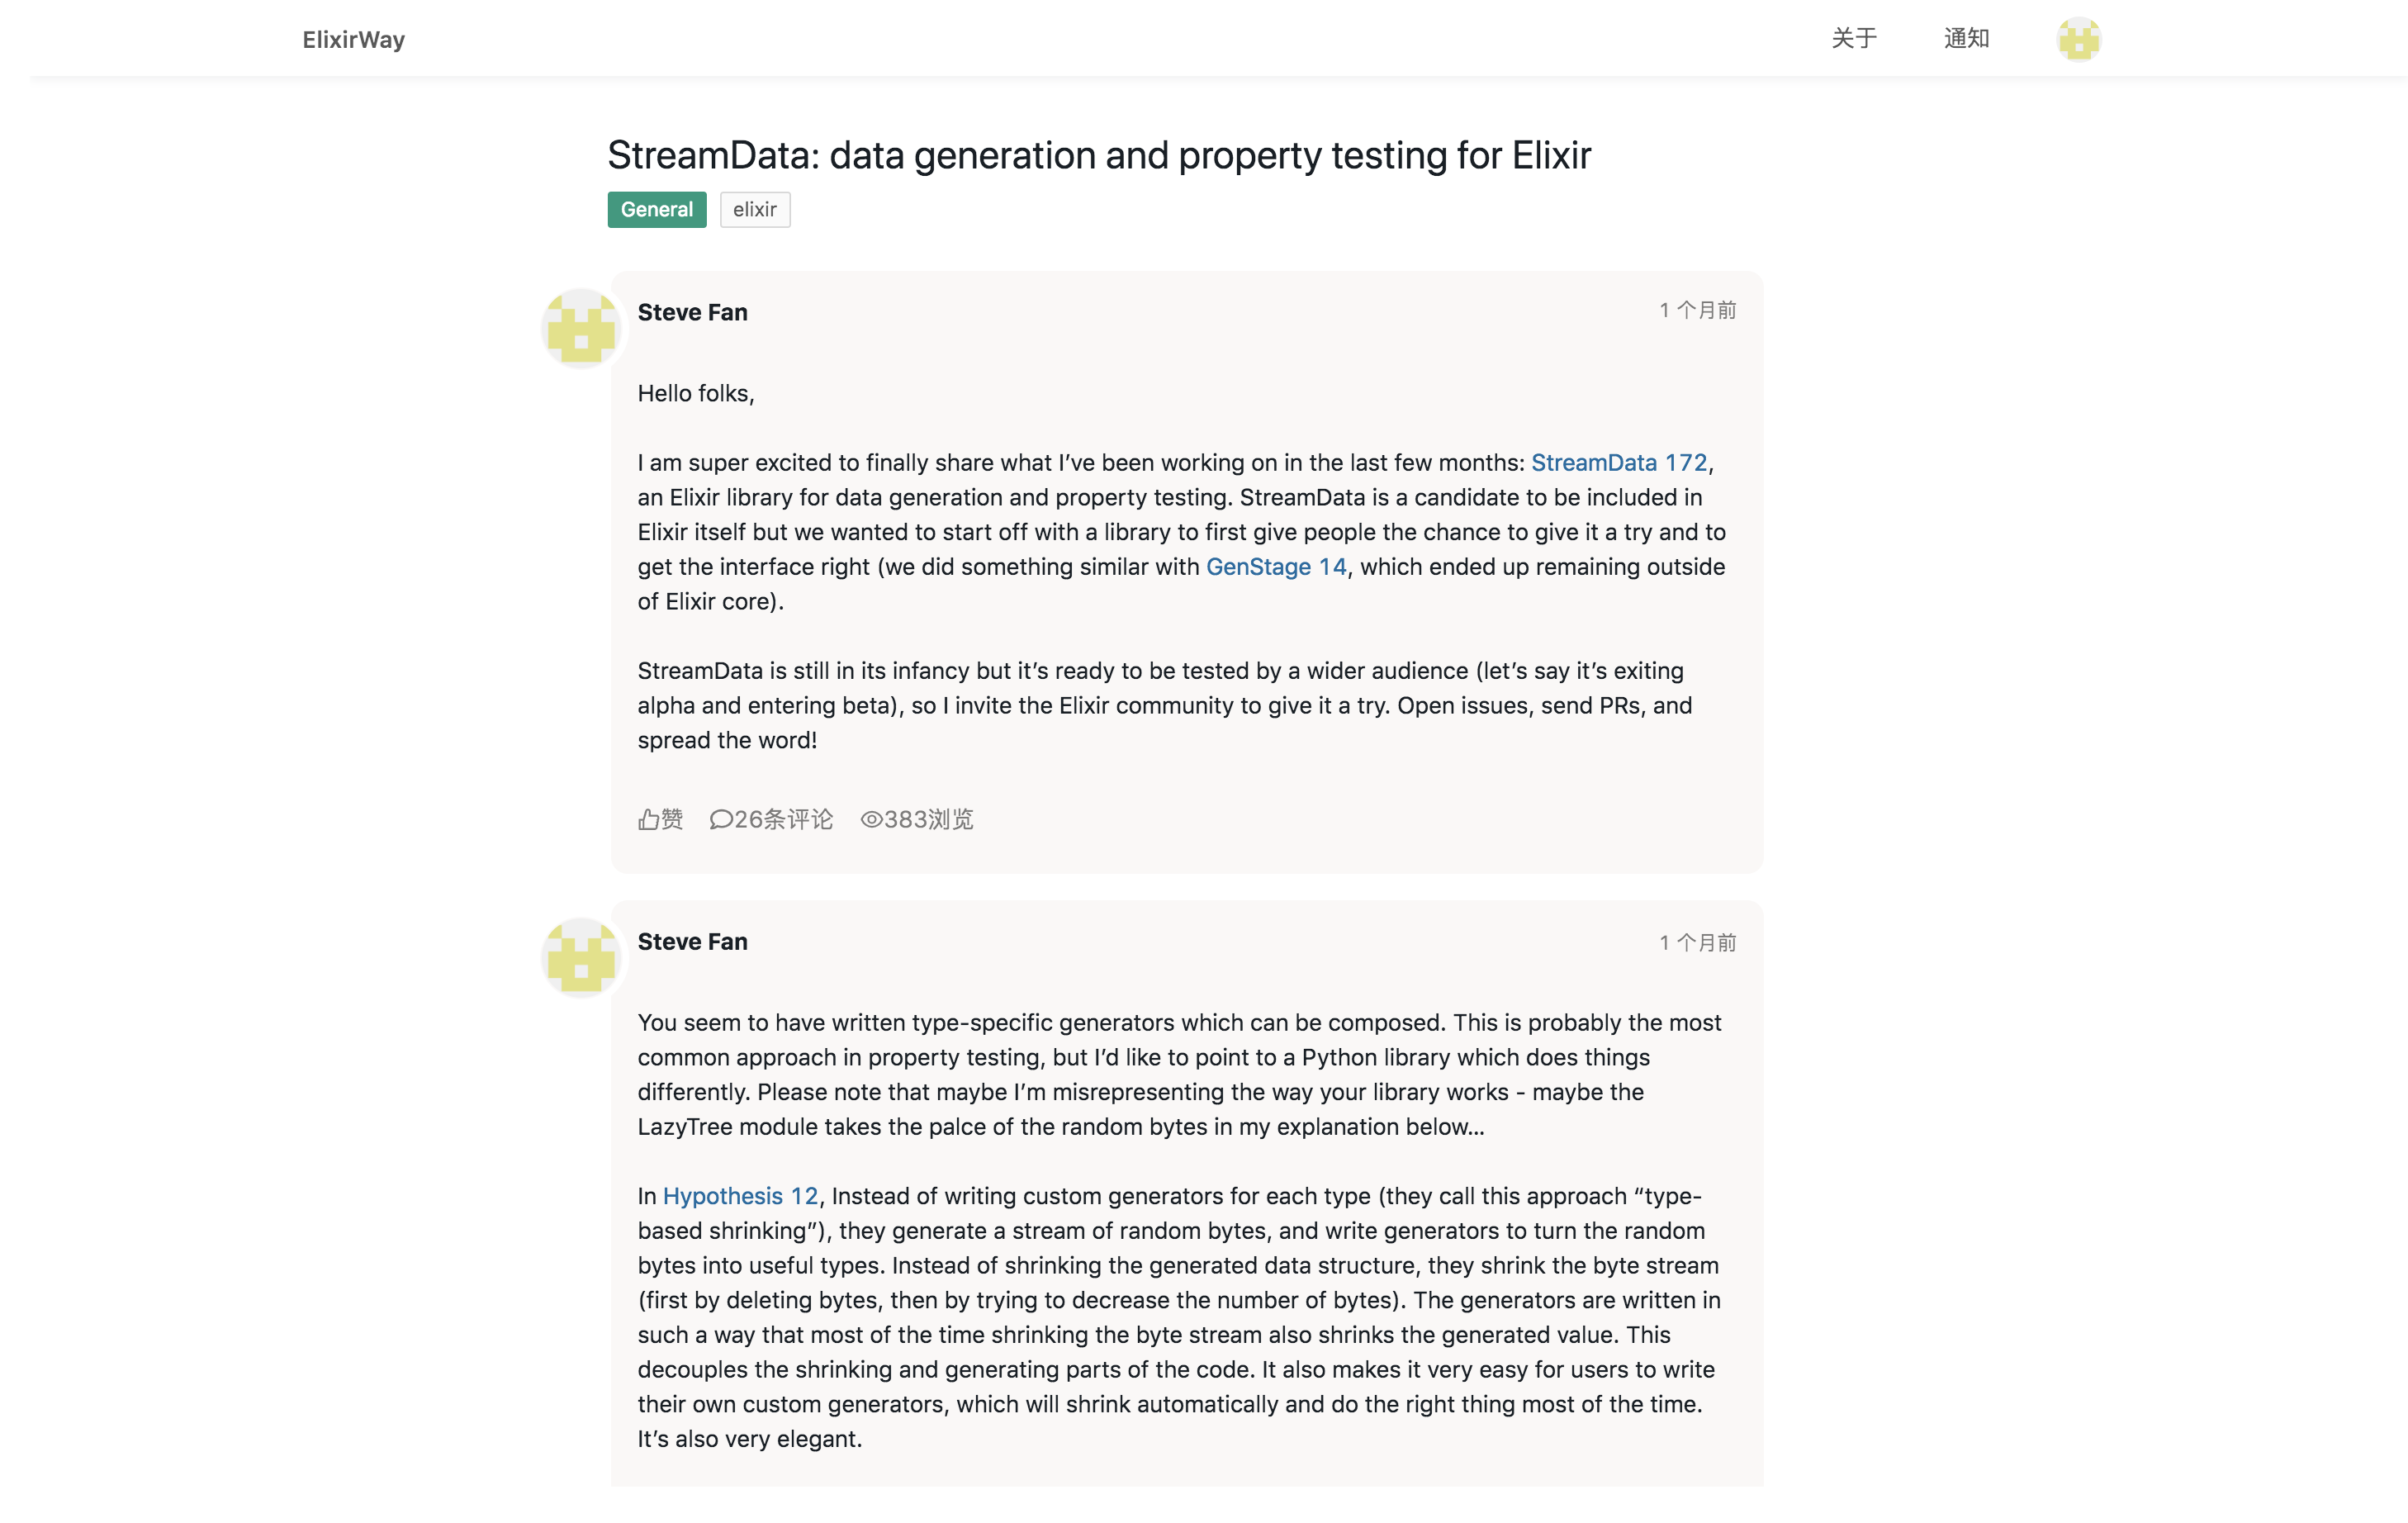 ElixirWay
关于
通知
StreamData: data generation and property testing for Elixir
General
elixir
Steve Fan
1 个月前
Hello folks,
I am super excited to finally share what I’ve been working on in the last few months: StreamData 172,
an Elixir library for data generation and property testing. StreamData is a candidate to be included in
Elixir itself but we wanted to start off with a library to first give people the chance to give it a try and to
get the interface right (we did something similar with GenStage 14, which ended up remaining outside
of Elixir core).
StreamData is still in its infancy but it’s ready to be tested by a wider audience (let’s say it’s exiting
alpha and entering beta), so I invite the Elixir community to give it a try. Open issues, send PRs, and
spread the word!
赞 26条评论 383浏览
Steve Fan
1 个月前
You seem to have written type-specific generators which can be composed. This is probably the most
common approach in property testing, but I’d like to point to a Python library which does things
differently. Please note that maybe I’m misrepresenting the way your library works - maybe the
LazyTree module takes the palce of the random bytes in my explanation below…
In Hypothesis 12, Instead of writing custom generators for each type (they call this approach “type-
based shrinking”), they generate a stream of random bytes, and write generators to turn the random
bytes into useful types. Instead of shrinking the generated data structure, they shrink the byte stream
(first by deleting bytes, then by trying to decrease the number of bytes). The generators are written in
such a way that most of the time shrinking the byte stream also shrinks the generated value. This
decouples the shrinking and generating parts of the code. It also makes it very easy for users to write
their own custom generators, which will shrink automatically and do the right thing most of the time.
It’s also very elegant.